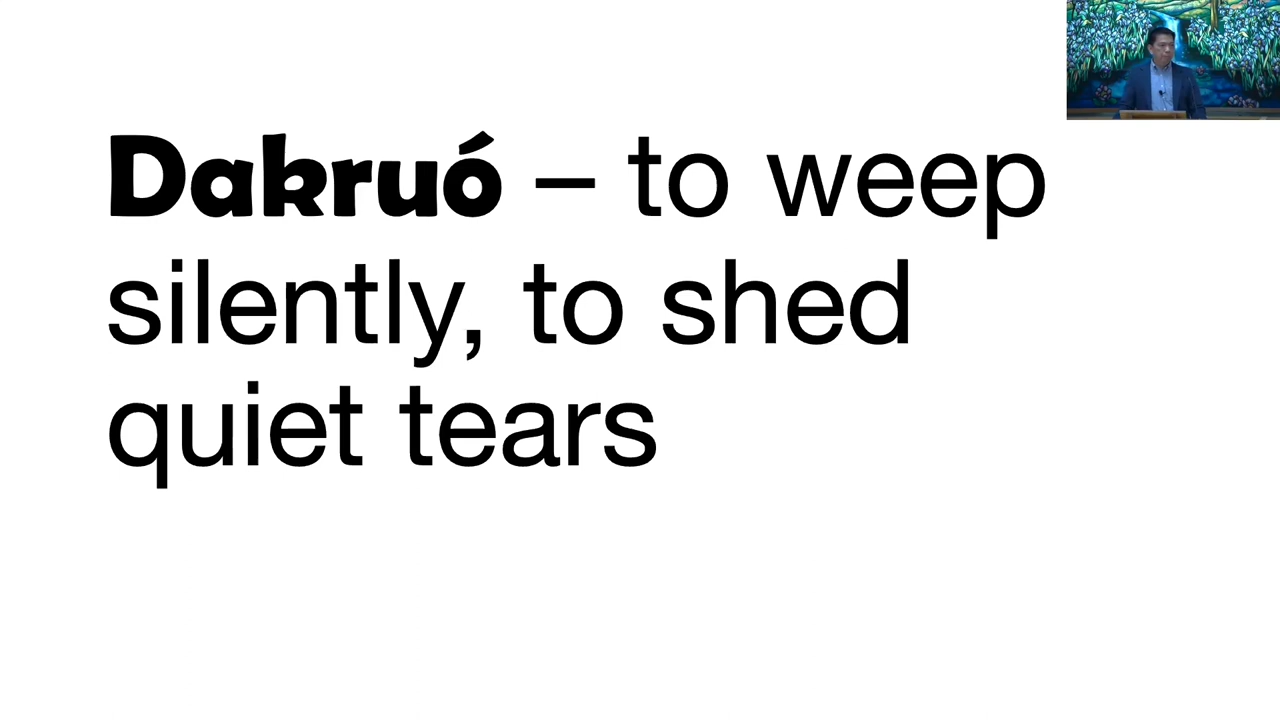 Dakruó – to weep
silently, to shed
quiet tears